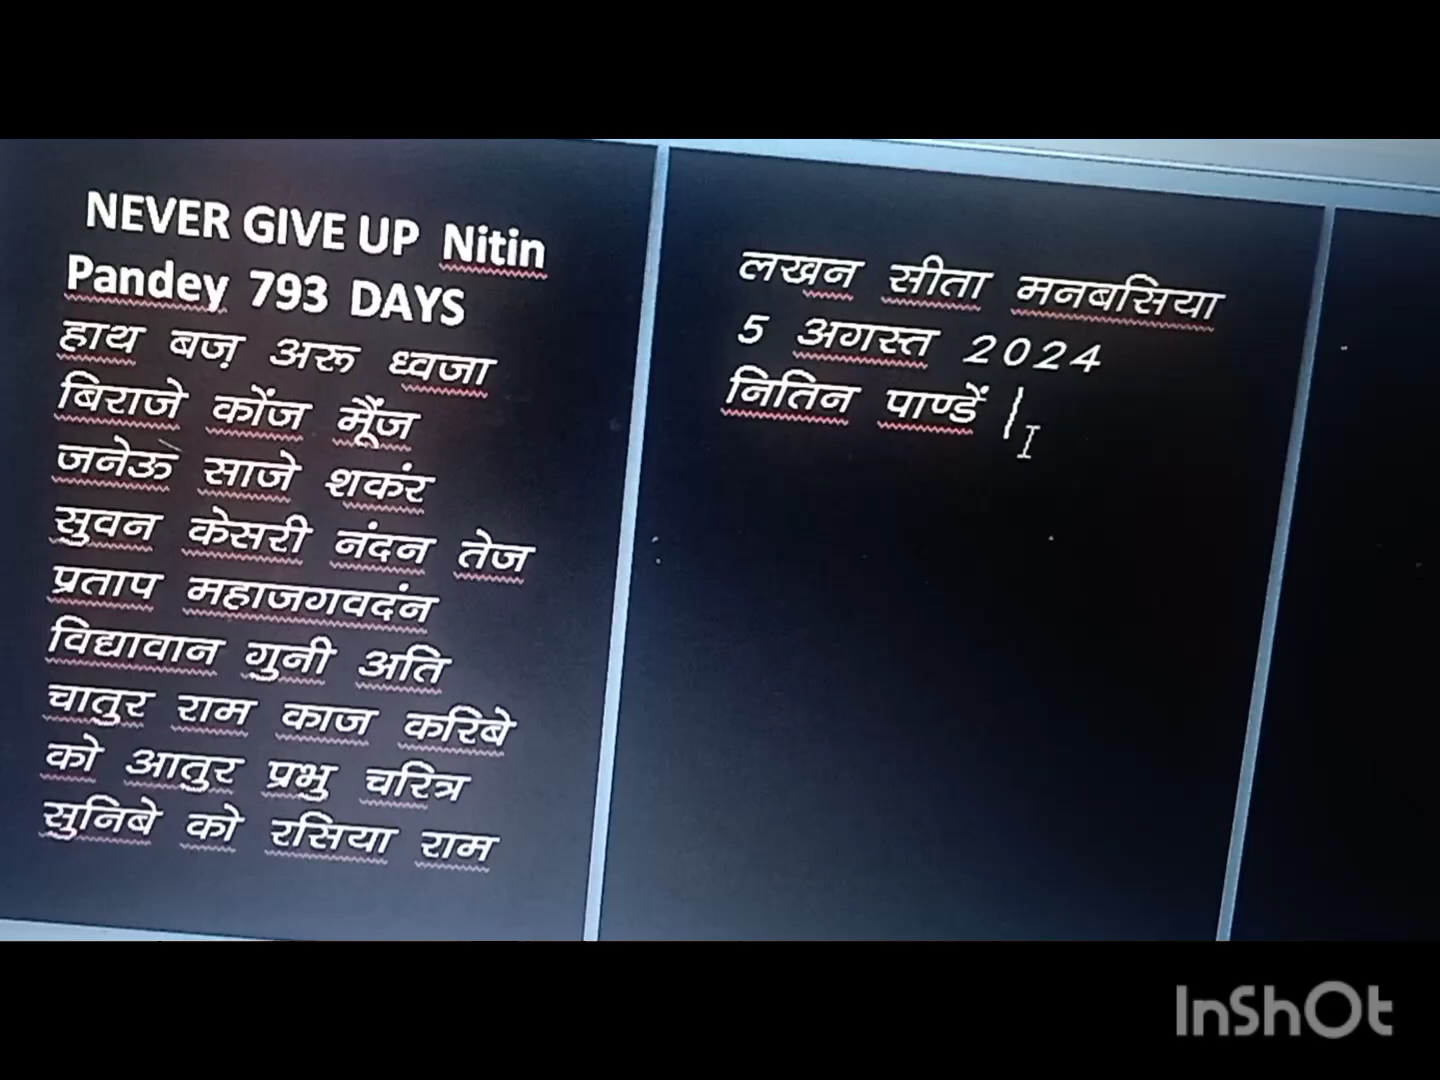 NEVER GIVE UP Nitin
Pandey 793 DAYS
हाथ बज़ अरू ध्वजा
बिराजे कोंज मूँज
जनेऊ साजे शकंर
सुवन केसरी नंदन तेज
प्रताप महाजगवदंन
विद्यावान गुनी अति
चातुर राम काज करिबे
को आतुर प्रभु चरित्र
सुनिबे को रसिया राम
लखन सीता मनबसिया
5 अगस्त 2024
नितिन पाण्डें
InShOt